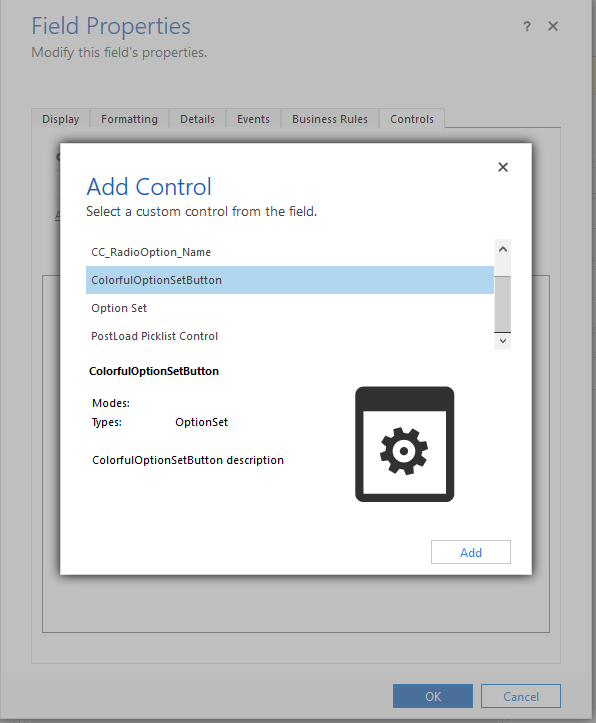 Field Properties
? ×
Modify this field's properties.
Display Formatting Details Events Business Rules Controls
Add Control
×
Select a custom control from the field.
CC_RadioOption_Name
ColorfulOptionSetButton
Option Set
PostLoad Picklist Control
ColorfulOptionSetButton
Modes:
Types: OptionSet
ColorfulOptionSetButton description
Add
OK Cancel